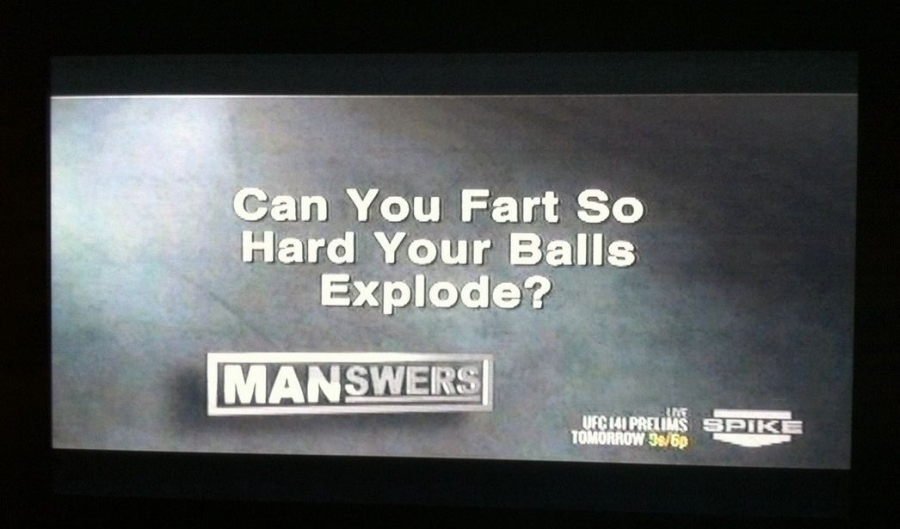 Can You Fart So
Hard Your Balls
Explode?
MANSWERS
LIVE
UFC 141 PRELIMS
TOMORROW 9e/6p
SPIKE